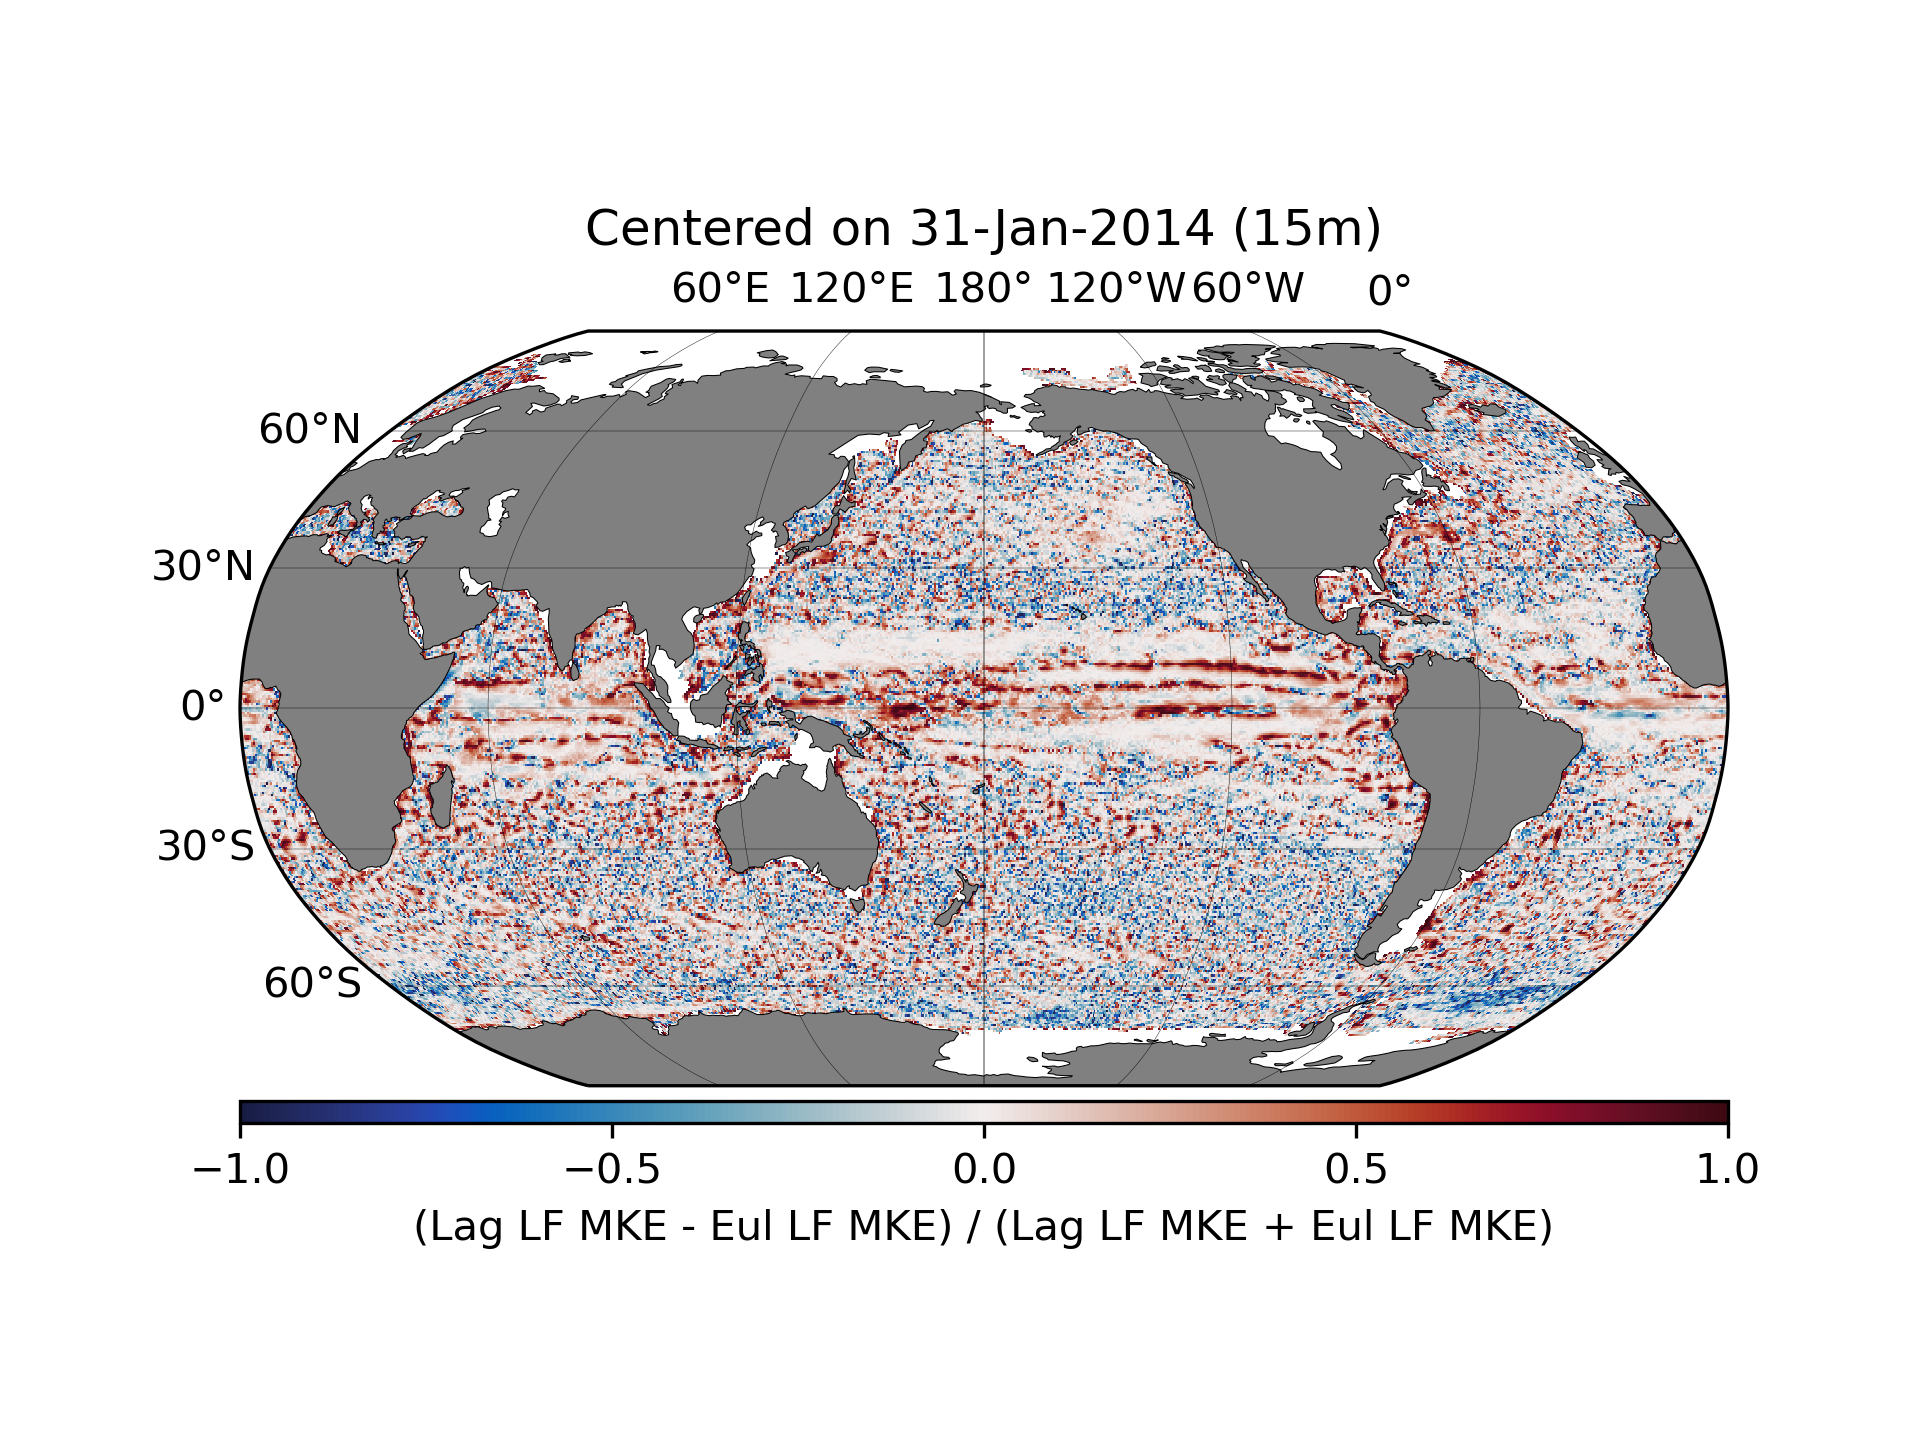 Centered on 31-Jan-2014 (15m)
60°E 120°E 180° 120°W 60°W 0°
60°N
30°N
0°
30°S
60°S
−1.0 −0.5 0.0 0.5 1.0
(Lag LF MKE - Eul LF MKE) / (Lag LF MKE + Eul LF MKE)